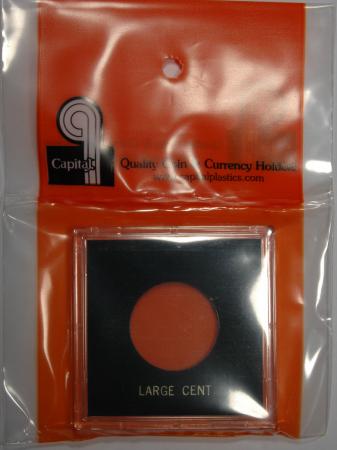 Capital
Quality Coin & Currency Holders
www.capitalplastics.com
LARGE CENT